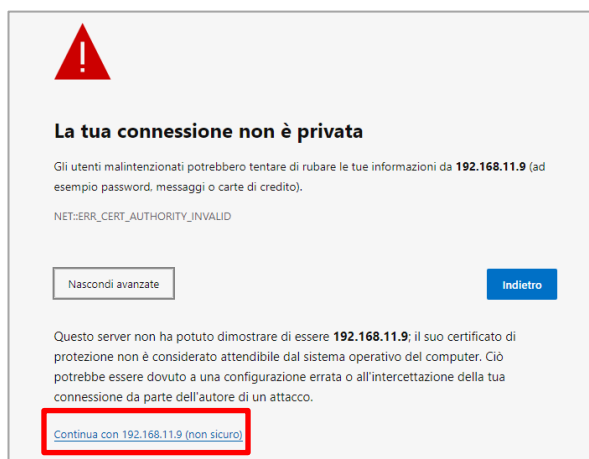 La tua connessione non è privata
Gli utenti malintenzionati potrebbero tentare di rubare le tue informazioni da 192.168.11.9 (ad
esempio password, messaggi o carte di credito).
NET::ERR_CERT_AUTHORITY_INVALID
Nascondi avanzate
Indietro
Questo server non ha potuto dimostrare di essere 192.168.11.9; il suo certificato di
protezione non è considerato attendibile dal sistema operativo del computer. Ciò
potrebbe essere dovuto a una configurazione errata o all'intercettazione della tua
connessione da parte dell'autore di un attacco.
Continua con 192.168.11.9 (non sicuro)